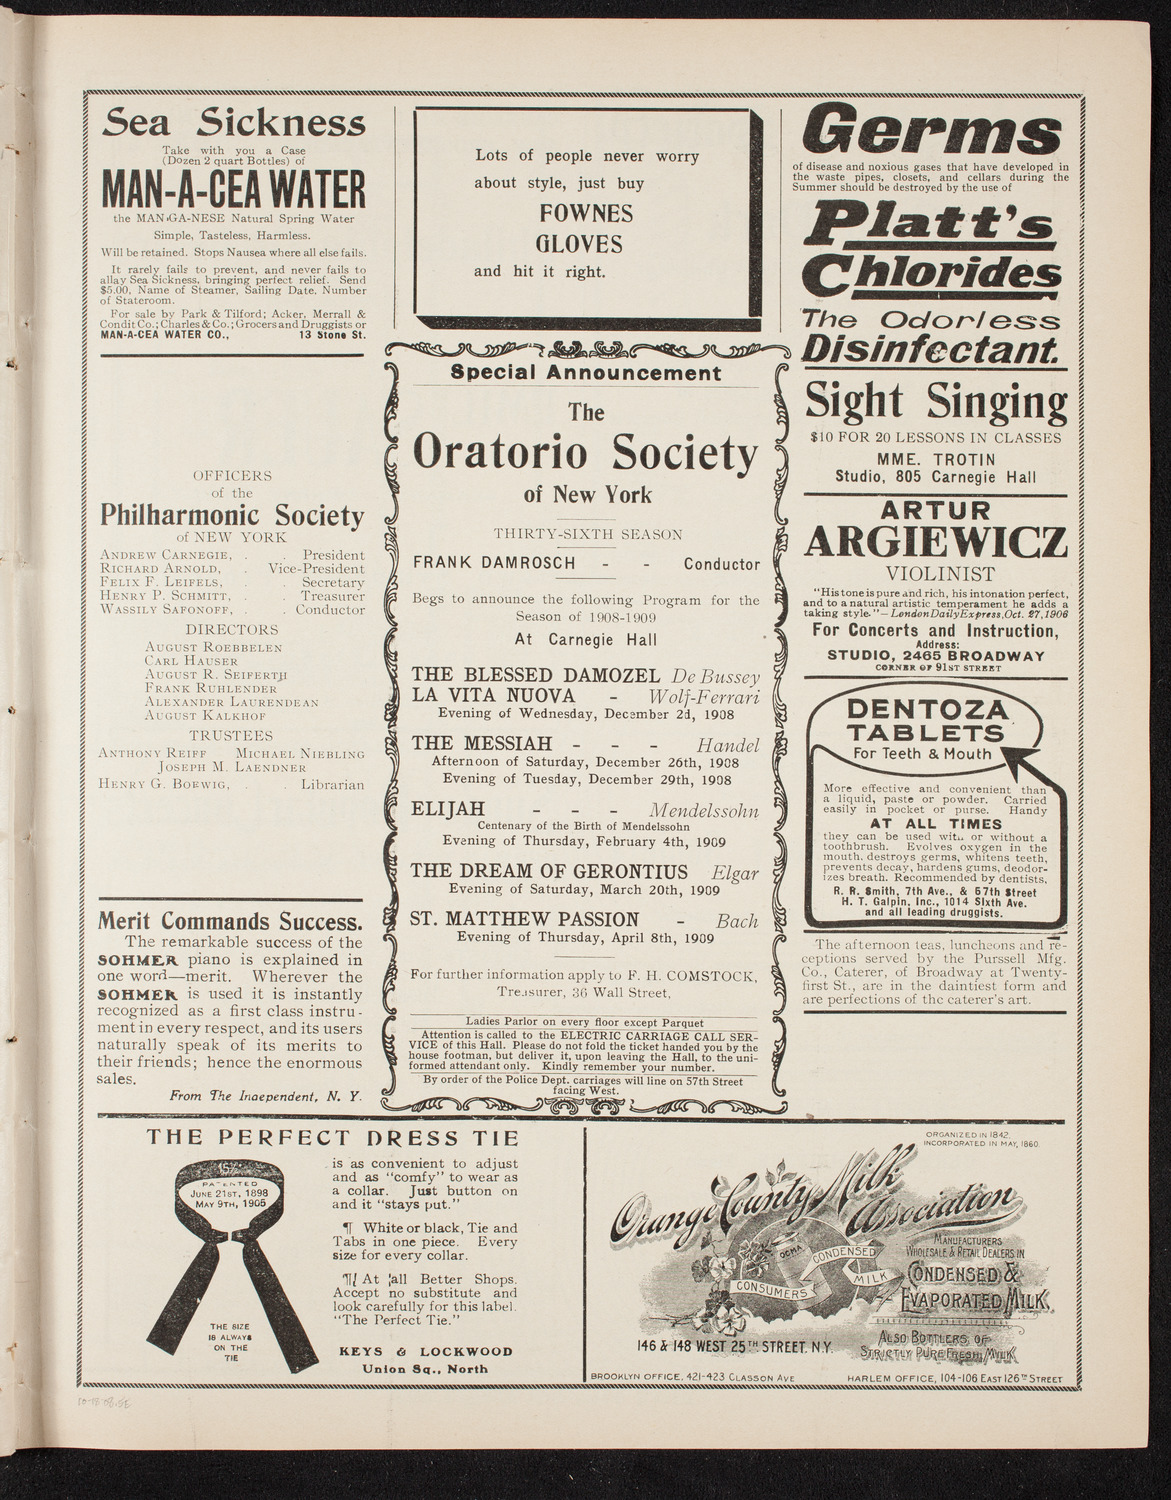 Sea Sickness
Take with you a Case
(Dozen 2 quart Bottles) of
MAN-A-CEA WATER
the MAN-GA-NESE Natural Spring Water
Simple, Tasteless, Harmless.
Will be retained. Stops Nausea where all else fails.
It rarely fails to prevent, and never fails to
allay Sea Sickness, bringing perfect relief. Send
$5.00, Name of Steamer, Sailing Date, Number
of Stateroom.
For sale by Park & Tilford; Acker, Merrall &
Condit Co.; Charles & Co.; Grocers and Druggists or
MAN-A-CEA WATER CO., 13 Stone St.
OFFICERS
of the
Philharmonic Society
of NEW YORK
ANDREW CARNEGIE, . . President
RICHARD ARNOLD, . Vice-President
FELIX F. LEIFELS, . . Secretary
HENRY P. SCHMITT, . . Treasurer
WASSILY SAFONOFF, . . Conductor
DIRECTORS
AUGUST ROEBBELEN
CARL HAUSER
AUGUST R. SEIFERTH
FRANK RUHLENDER
ALEXANDER LAURENDEAN
AUGUST KALKHOF
TRUSTEES
ANTHONY REIFF MICHAEL NIEBLING
JOSEPH M. LAENDNER
HENRY G. BOEWIG, . . Librarian
Merit Commands Success.
The remarkable success of the
SOHMER piano is explained in
one word—merit. Wherever the
SOHMER is used it is instantly
recognized as a first class instru-
ment in every respect, and its users
naturally speak of its merits to
their friends; hence the enormous
sales.
From The Independent, N. Y.
Lots of people never worry
about style, just buy
FOWNES
GLOVES
and hit it right.
Special Announcement
The
Oratorio Society
of New York
THIRTY-SIXTH SEASON
FRANK DAMROSCH - - Conductor
Begs to announce the following Program for the
Season of 1908-1909
At Carnegie Hall
THE BLESSED DAMOZEL De Bussey
LA VITA NUOVA - Wolf-Ferrari
Evening of Wednesday, December 2d, 1908
THE MESSIAH - - - Handel
Afternoon of Saturday, December 26th, 1908
Evening of Tuesday, December 29th, 1908
ELIJAH - - - Mendelssohn
Centenary of the Birth of Mendelssohn
Evening of Thursday, February 4th, 1909
THE DREAM OF GERONTIUS Elgar
Evening of Saturday, March 20th, 1909
ST. MATTHEW PASSION - Bach
Evening of Thursday, April 8th, 1909
For further information apply to F. H. COMSTOCK,
Treasurer, 36 Wall Street,
Ladies Parlor on every floor except Parquet
Attention is called to the ELECTRIC CARRIAGE CALL SER-
VICE of this Hall. Please do not fold the ticket handed you by the
house footman, but deliver it, upon leaving the Hall, to the uni-
formed attendant only. Kindly remember your number.
By order of the Police Dept. carriages will line on 57th Street
facing West.
Germs
of disease and noxious gases that have developed in
the waste pipes, closets, and cellars during the
Summer should be destroyed by the use of
Platt's
Chlorides
The Odorless
Disinfectant.
Sight Singing
$10 FOR 20 LESSONS IN CLASSES
MME. TROTIN
Studio, 805 Carnegie Hall
ARTUR
ARGIEWICZ
VIOLINIST
"His tone is pure and rich, his intonation perfect,
and to a natural artistic temperament he adds a
taking style."—London Daily Express, Oct. 27, 1906
For Concerts and Instruction,
Address:
STUDIO, 2465 BROADWAY
CORNER OF 91ST STREET
DENTOZA
TABLETS
For Teeth & Mouth
More effective and convenient than
a liquid, paste or powder. Carried
easily in pocket or purse. Handy
AT ALL TIMES
they can be used with or without a
toothbrush. Evolves oxygen in the
mouth, destroys germs, whitens teeth,
prevents decay, hardens gums, deodor-
izes breath. Recommended by dentists,
R. R. Smith, 7th Ave., & 57th Street
H. T. Galpin, Inc., 1014 Sixth Ave.
and all leading druggists.
The afternoon teas, luncheons and re-
ceptions served by the Purssell Mfg.
Co., Caterer, of Broadway at Twenty-
first St., are in the daintiest form and
are perfections of the caterer's art.
THE PERFECT DRESS TIE
15½
PATENTED
JUNE 21ST, 1898
MAY 9TH, 1905
THE SIZE
IS ALWAYS
ON THE
TIE
is as convenient to adjust
and as "comfy" to wear as
a collar. Just button on
and it "stays put."
¶ White or black, Tie and
Tabs in one piece. Every
size for every collar.
¶ At all Better Shops.
Accept no substitute and
look carefully for this label.
"The Perfect Tie."
KEYS & LOCKWOOD
Union Sq., North
ORGANIZED IN 1842.
INCORPORATED IN MAY, 1860.
Orange County Milk
Association
OCMA
CONSUMERS
CONDENSED
MILK
MANUFACTURERS
WHOLESALE & RETAIL DEALERS IN
CONDENSED &
EVAPORATED MILK,
ALSO BOTTLERS OF
STRICTLY PURE FRESH MILK
146 & 148 WEST 25TH STREET. N.Y.
BROOKLYN OFFICE, 421-423 CLASSON AVE
HARLEM OFFICE, 104-106 EAST 126TH STREET